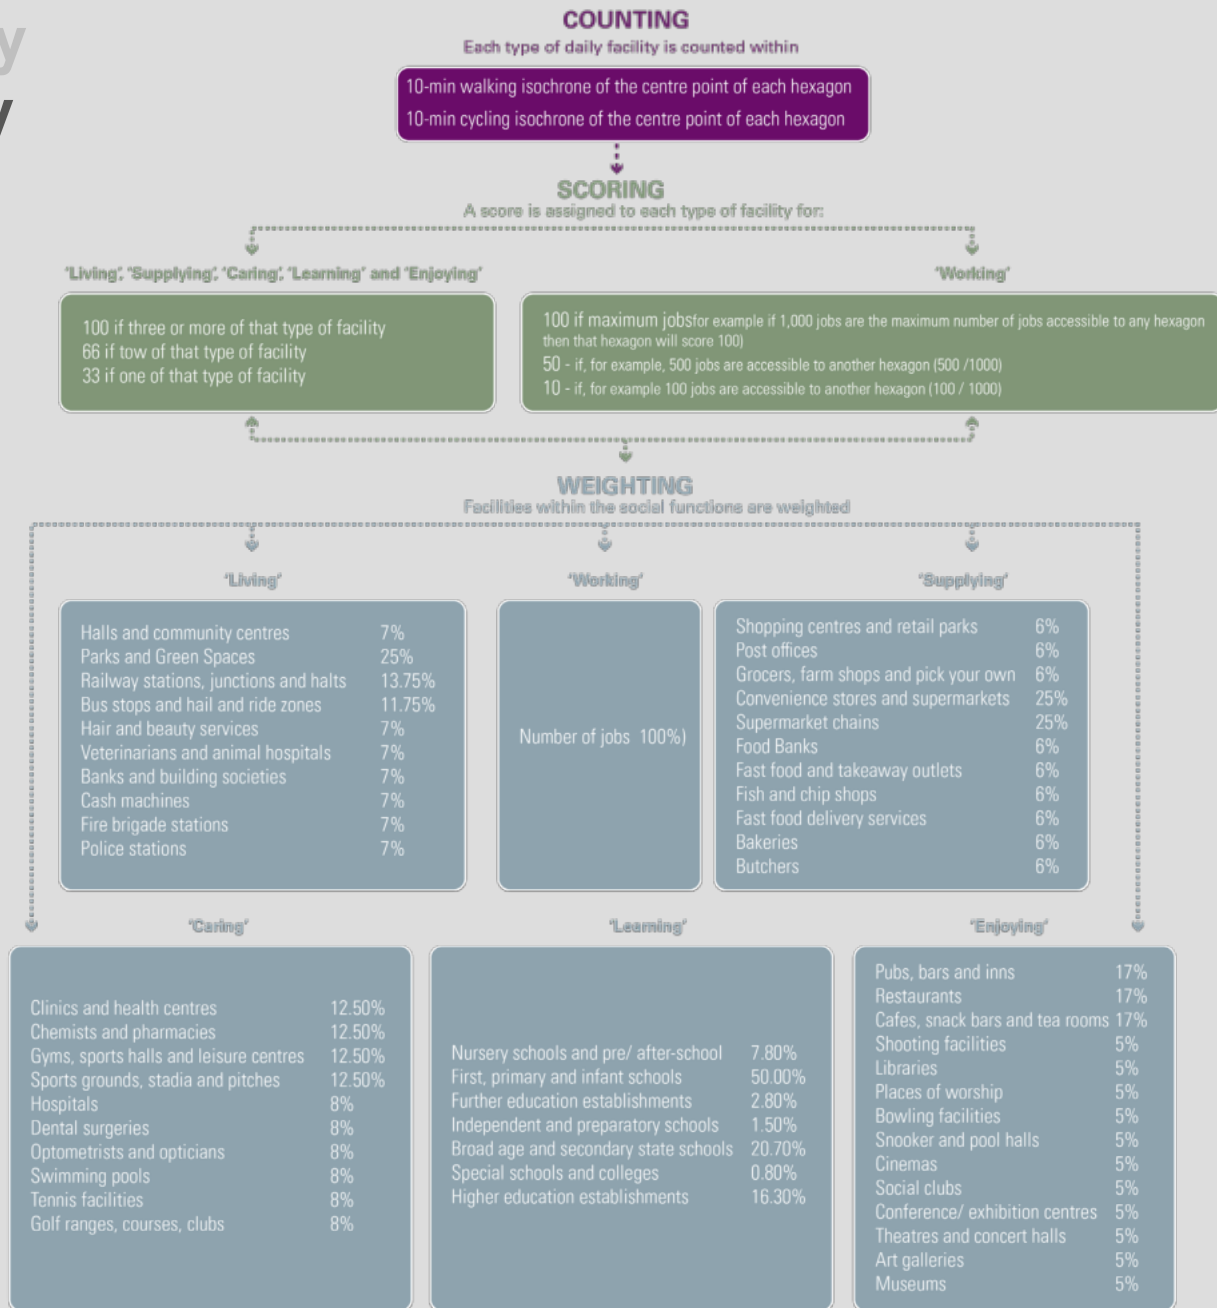 y
y
COUNTING
Each type of daily facility is counted within
10-min walking isochrone of the centre point of each hexagon
10-min cycling isochrone of the centre point of each hexagon
SCORING
A score is assigned to each type of facility for:
'Living', 'Supplying', 'Caring', 'Learning' and 'Enjoying'
100 if three or more of that type of facility
66 if tow of that type of facility
33 if one of that type of facility
'Working'
100 if maximum jobsfor example if 1,000 jobs are the maximum number of jobs accessible to any hexagon
then that hexagon will score 100)
50 - if, for example, 500 jobs are accessible to another hexagon (500 /1000)
10 - if, for example 100 jobs are accessible to another hexagon (100 / 1000)
WEIGHTING
Facilities within the social functions are weighted
'Living'
Halls and community centres 7%
Parks and Green Spaces 25%
Railway stations, junctions and halts 13.75%
Bus stops and hail and ride zones 11.75%
Hair and beauty services 7%
Veterinarians and animal hospitals 7%
Banks and building societies 7%
Cash machines 7%
Fire brigade stations 7%
Police stations 7%
'Working'
Number of jobs 100%)
'Supplying'
Shopping centres and retail parks 6%
Post offices 6%
Grocers, farm shops and pick your own 6%
Convenience stores and supermarkets 25%
Supermarket chains 25%
Food Banks 6%
Fast food and takeaway outlets 6%
Fish and chip shops 6%
Fast food delivery services 6%
Bakeries 6%
Butchers 6%
'Caring'
Clinics and health centres 12.50%
Chemists and pharmacies 12.50%
Gyms, sports halls and leisure centres 12.50%
Sports grounds, stadia and pitches 12.50%
Hospitals 8%
Dental surgeries 8%
Optometrists and opticians 8%
Swimming pools 8%
Tennis facilities 8%
Golf ranges, courses, clubs 8%
'Learning'
Nursery schools and pre/ after-school 7.80%
First, primary and infant schools 50.00%
Further education establishments 2.80%
Independent and preparatory schools 1.50%
Broad age and secondary state schools 20.70%
Special schools and colleges 0.80%
Higher education establishments 16.30%
'Enjoying'
Pubs, bars and inns 17%
Restaurants 17%
Cafes, snack bars and tea rooms 17%
Shooting facilities 5%
Libraries 5%
Places of worship 5%
Bowling facilities 5%
Snooker and pool halls 5%
Cinemas 5%
Social clubs 5%
Conference/ exhibition centres 5%
Theatres and concert halls 5%
Art galleries 5%
Museums 5%